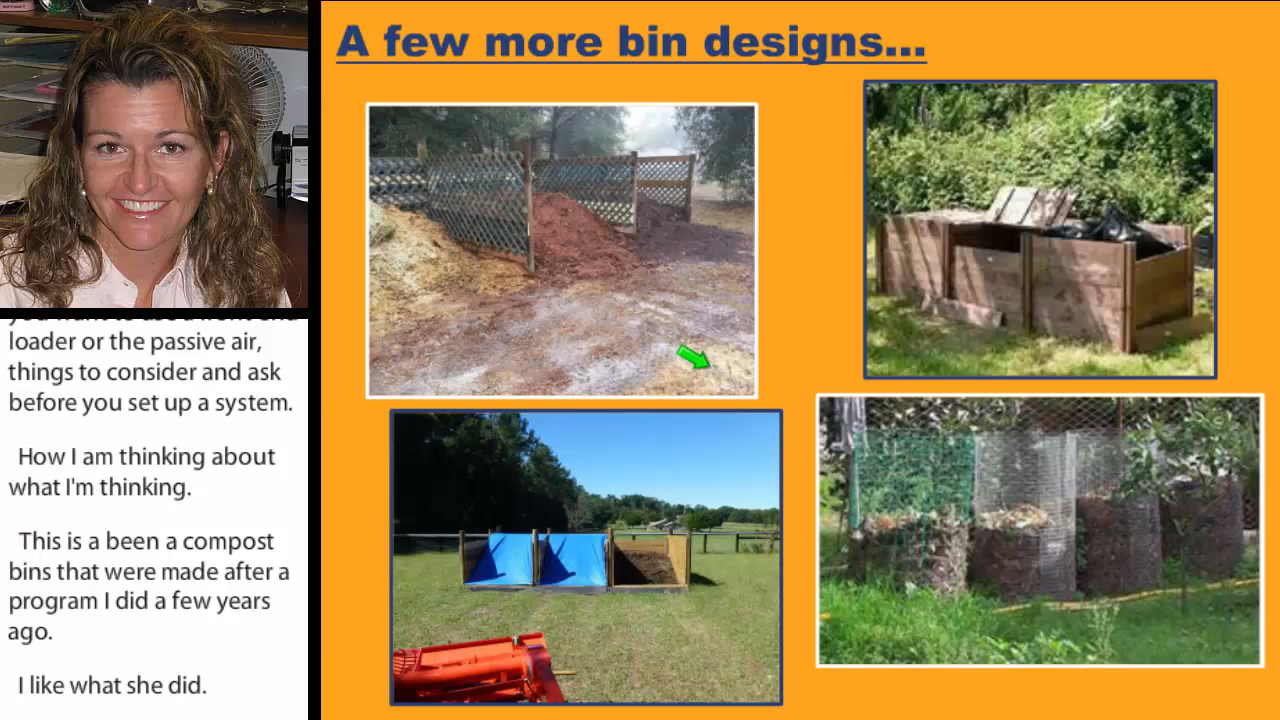 A few more bin designs...
loader or the passive air,
things to consider and ask
before you set up a system.
How I am thinking about
what I'm thinking.
This is a been a compost
bins that were made after a
program I did a few years
ago.
I like what she did.